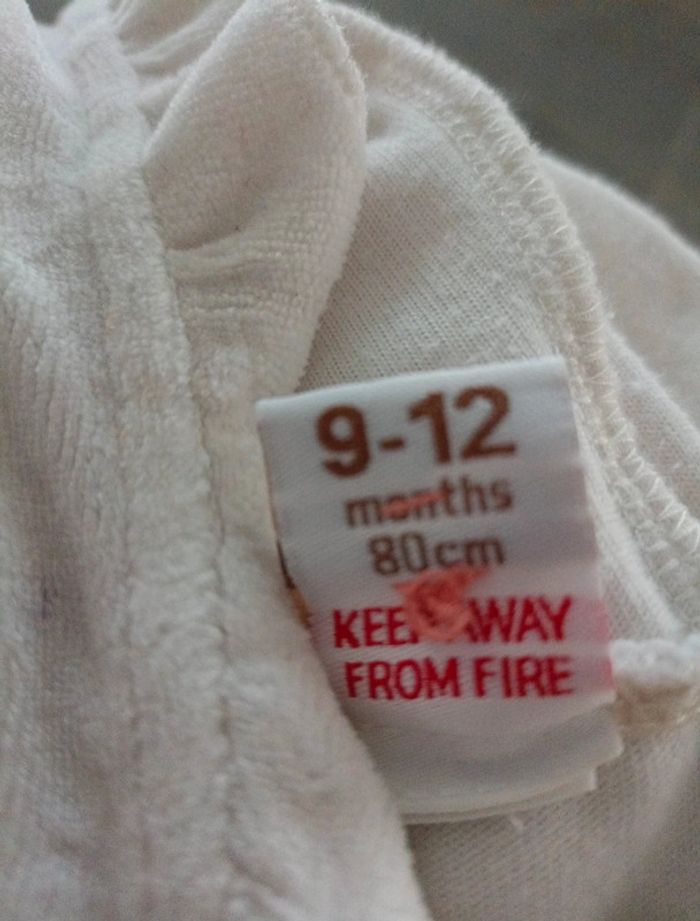 9-12
months
80cm
KEEP AWAY
FROM FIRE